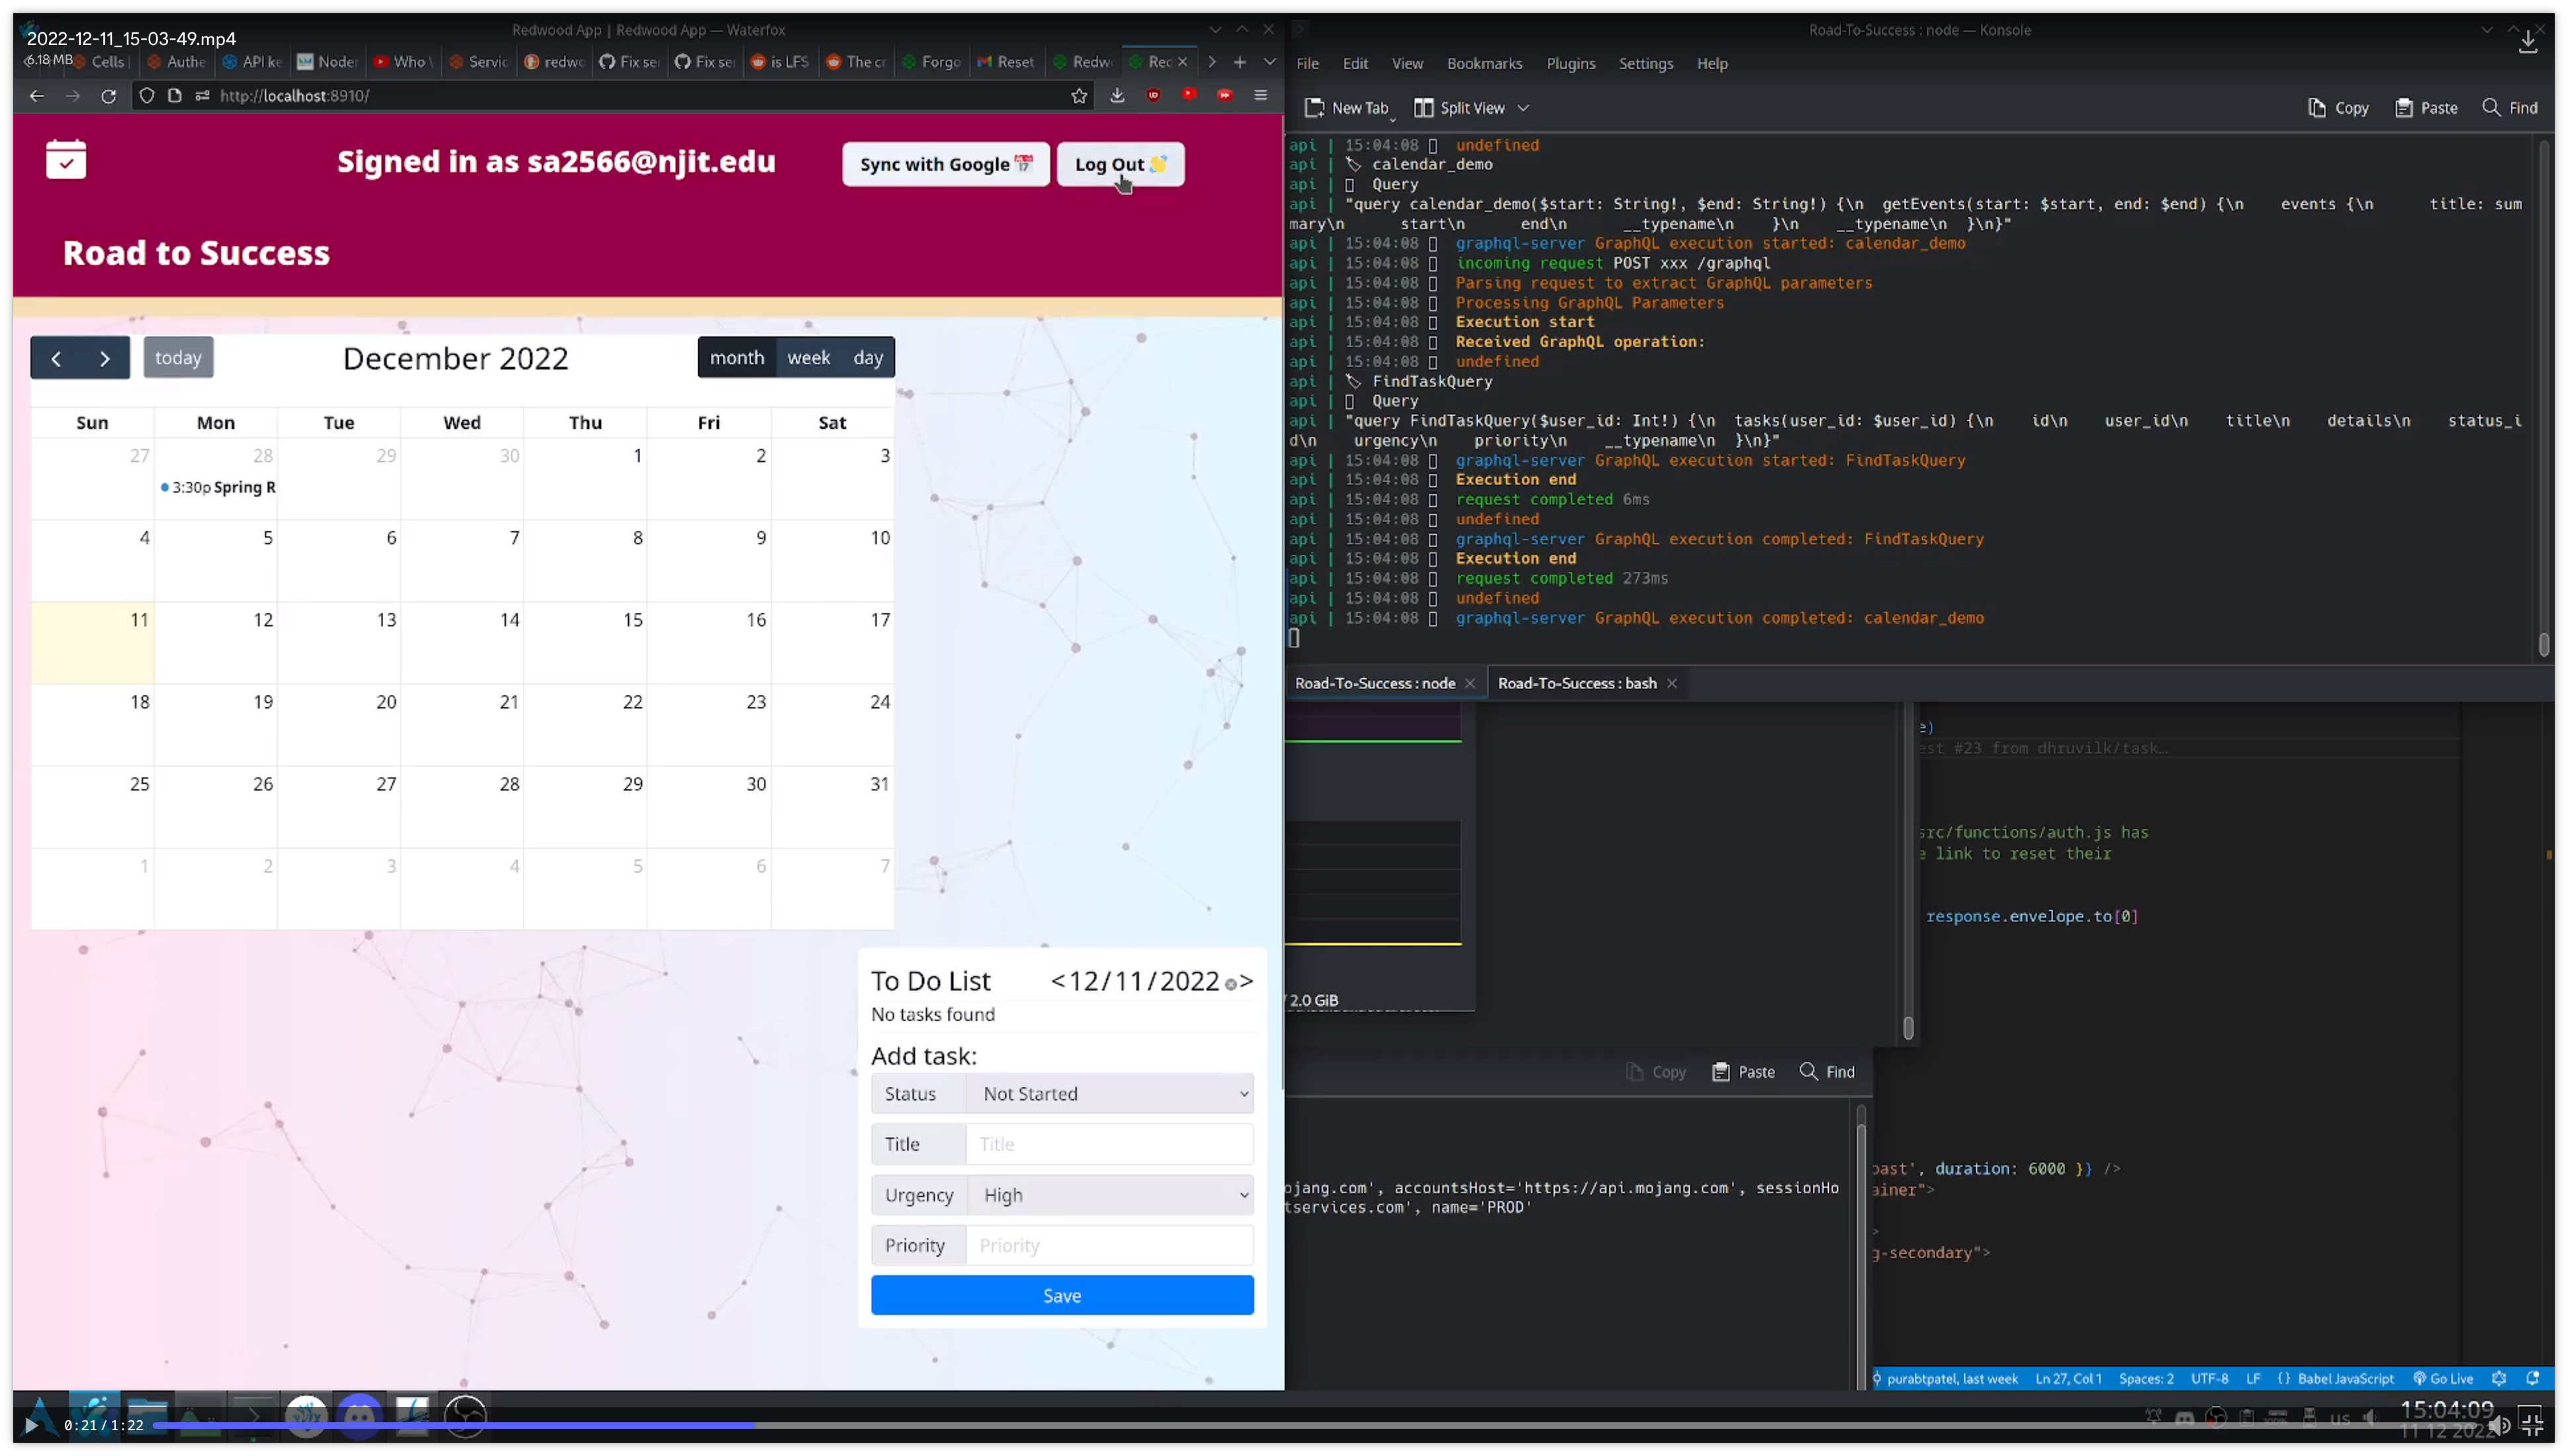 2022-12-11_15-03-49.mp4
6.18 MB
Redwood App | Redwood App — Waterfox
Cells
Authe
API ke
Noder
Who
Servic
redwo
Fix ser
Fix ser
is LFS
The cr
Forgo
Reset
Redwo
Rec
http://localhost:8910/
Signed in as sa2566@njit.edu
Sync with Google
Log Out
Road to Success
today
December 2022
month week day
Sun Mon Tue Wed Thu Fri Sat
27 28 29 30 1 2 3
3:30p Spring R
4 5 6 7 8 9 10
11 12 13 14 15 16 17
18 19 20 21 22 23 24
25 26 27 28 29 30 31
1 2 3 4 5 6 7
To Do List <12/11/2022>
No tasks found
Add task:
Status Not Started
Title Title
Urgency High
Priority Priority
Save
Road-To-Success : node — Konsole
File Edit View Bookmarks Plugins Settings Help
New Tab Split View Copy Paste Find
api | 15:04:08 undefined
api | calendar_demo
api | Query
api | "query calendar_demo($start: String!, $end: String!) {\n  getEvents(start: $start, end: $end) {\n    events {\n      title: sum
mary\n      start\n      end\n      __typename\n    }\n    __typename\n  }\n}"
api | 15:04:08 graphql-server GraphQL execution started: calendar_demo
api | 15:04:08 incoming request POST xxx /graphql
api | 15:04:08 Parsing request to extract GraphQL parameters
api | 15:04:08 Processing GraphQL Parameters
api | 15:04:08 Execution start
api | 15:04:08 Received GraphQL operation:
api | 15:04:08 undefined
api | FindTaskQuery
api | Query
api | "query FindTaskQuery($user_id: Int!) {\n  tasks(user_id: $user_id) {\n    id\n    user_id\n    title\n    details\n    status_i
d\n    urgency\n    priority\n    __typename\n  }\n}"
api | 15:04:08 graphql-server GraphQL execution started: FindTaskQuery
api | 15:04:08 Execution end
api | 15:04:08 request completed 6ms
api | 15:04:08 undefined
api | 15:04:08 graphql-server GraphQL execution completed: FindTaskQuery
api | 15:04:08 Execution end
api | 15:04:08 request completed 273ms
api | 15:04:08 undefined
api | 15:04:08 graphql-server GraphQL execution completed: calendar_demo
Road-To-Success : node
Road-To-Success : bash
e)
est #23 from dhruvilk/task…
src/functions/auth.js has
e link to reset their
response.envelope.to[0]
/ 2.0 GiB
Copy Paste Find
ojang.com', accountsHost='https://api.mojang.com', sessionHo
tservices.com', name='PROD'
oast', duration: 6000 }} />
ainer">
>
g-secondary">
purabtpatel, last week Ln 27, Col 1 Spaces: 2 UTF-8 LF {} Babel JavaScript Go Live
0:21 / 1:22
us
15:04:09
11 12 2022